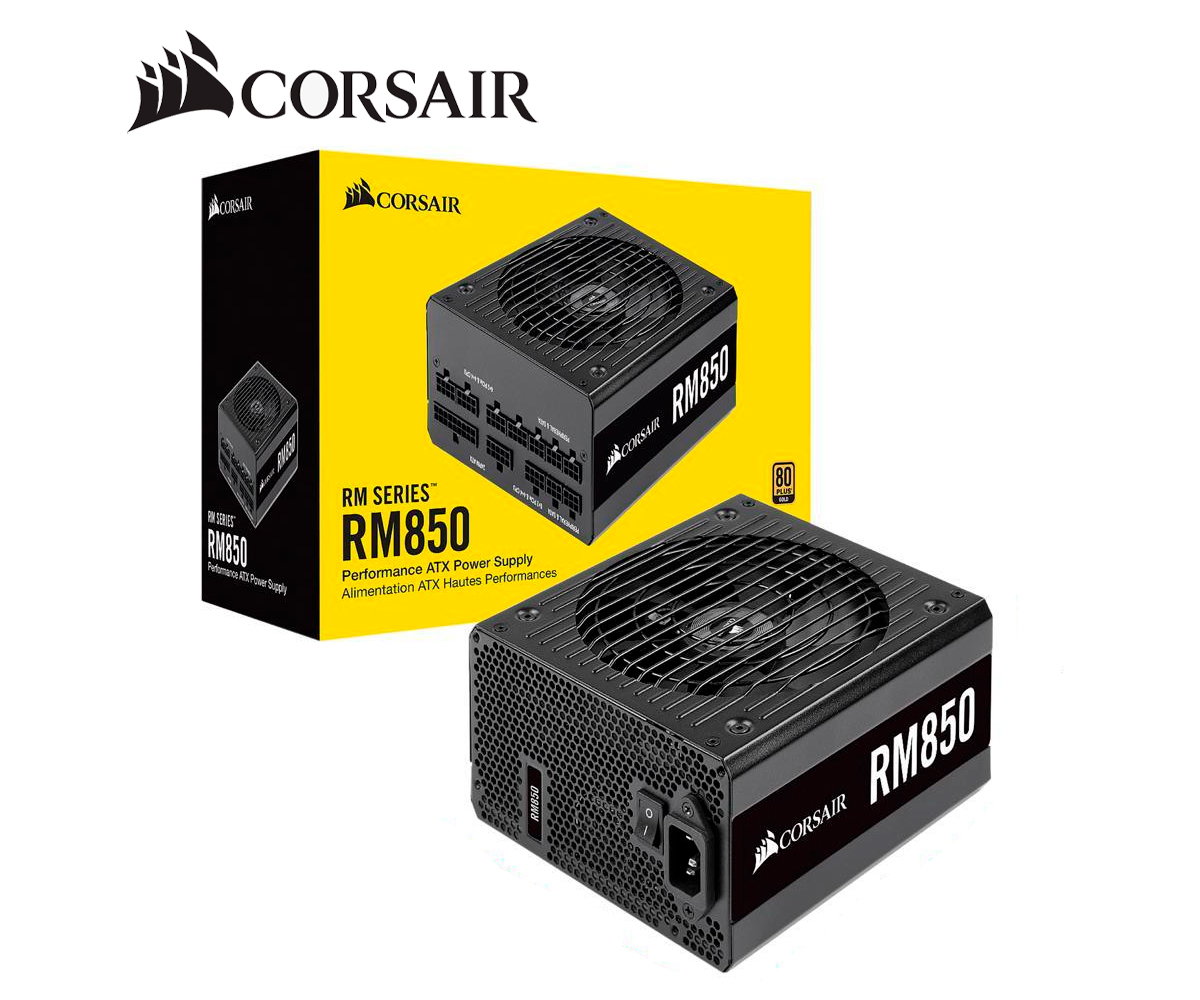 CORSAIR
CORSAIR
CORSAIR
RM850
CORSAIR
RM850
CORSAIR
RM SERIES™
RM850
Performance ATX Power Supply
RM SERIES™
RM850
Performance ATX Power Supply
Alimentation ATX Hautes Performances
80
PLUS
GOLD
RM850
CORSAIR
RM850
O
I